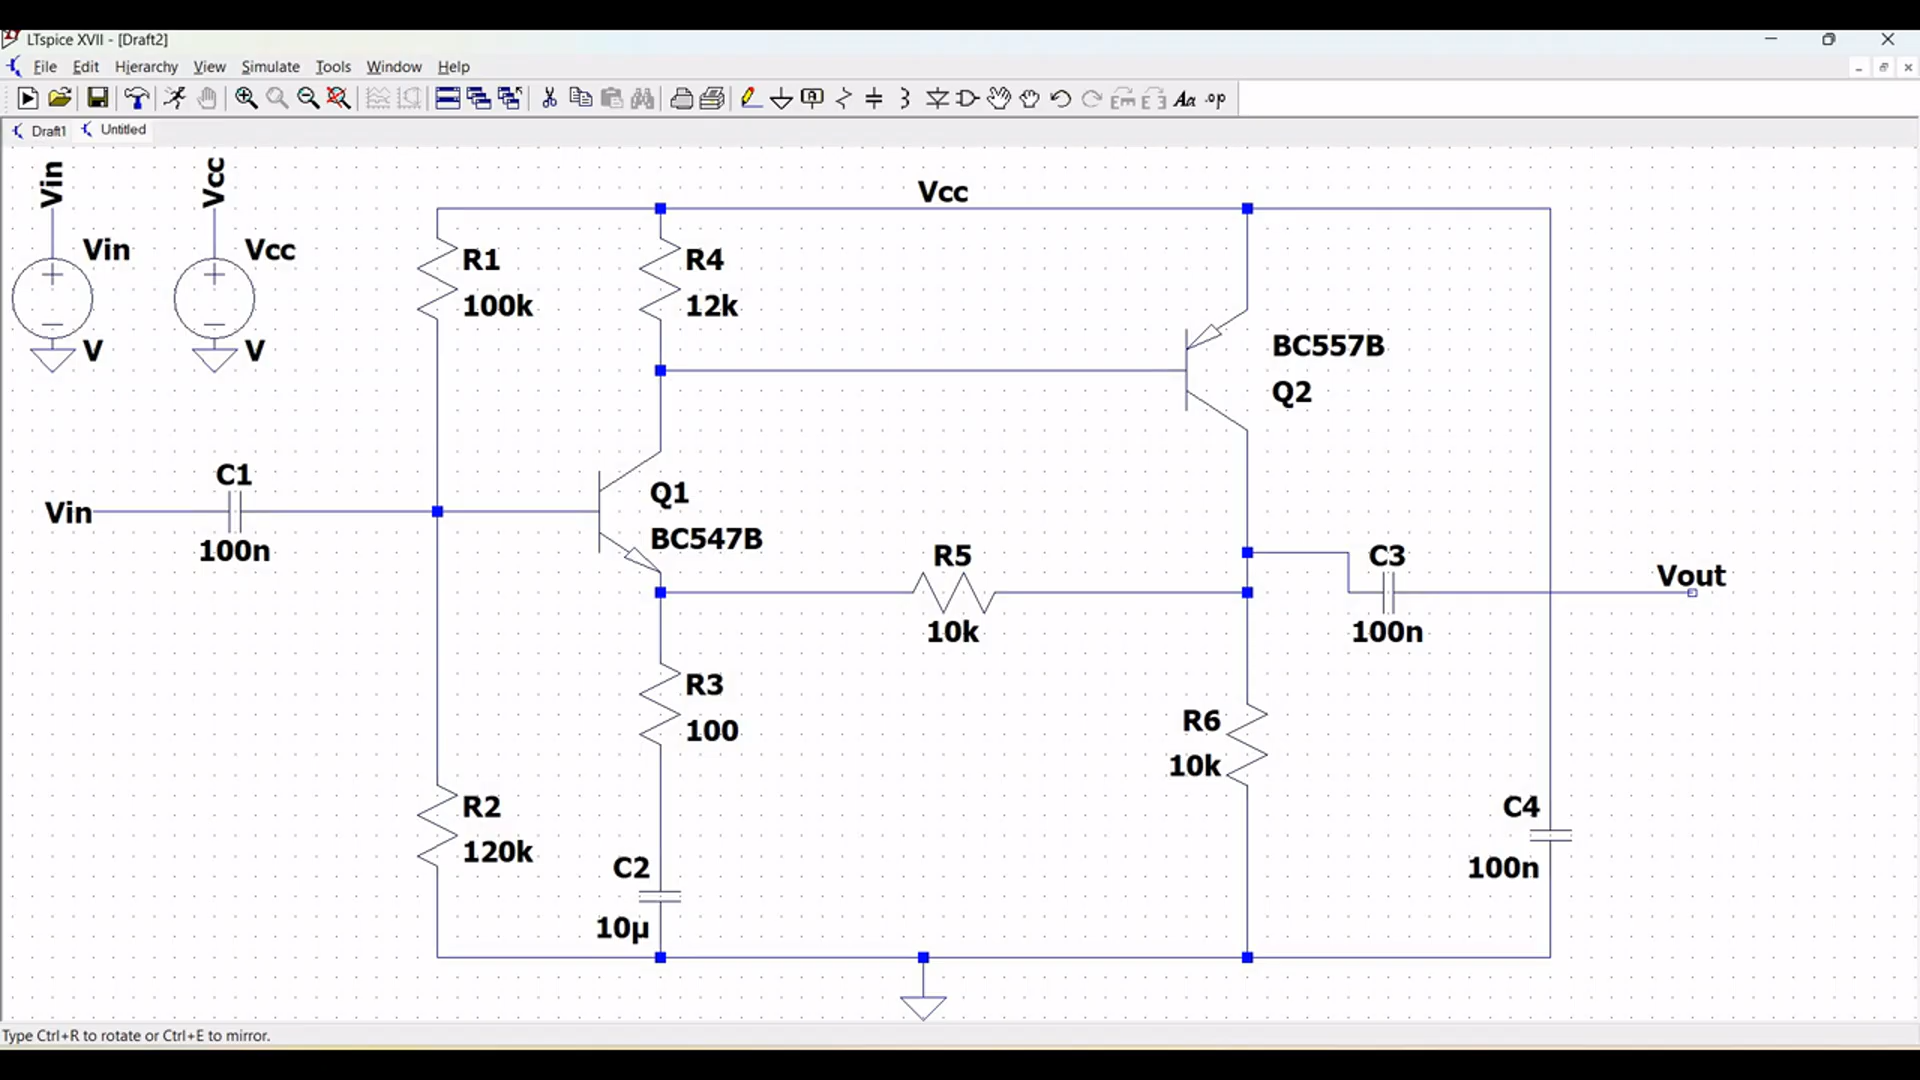 LTspice XVII - [Draft2]
File Edit Hierarchy View Simulate Tools Window Help
Aa .op
Draft1 Untitled
Vin
Vcc
Vcc
Vin
Vcc
R1
R4
100k
12k
V
V
BC557B
Q2
C1
Vin
100n
Q1
BC547B
R5
10k
C3
100n
Vout
R3
100
R6
10k
R2
120k
C4
100n
C2
10µ
Type Ctrl+R to rotate or Ctrl+E to mirror.